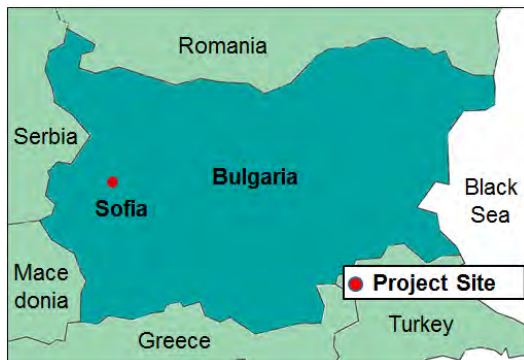 Romania
Serbia
Bulgaria
Sofia
Black
Sea
Mace
donia
Project Site
Turkey
Greece